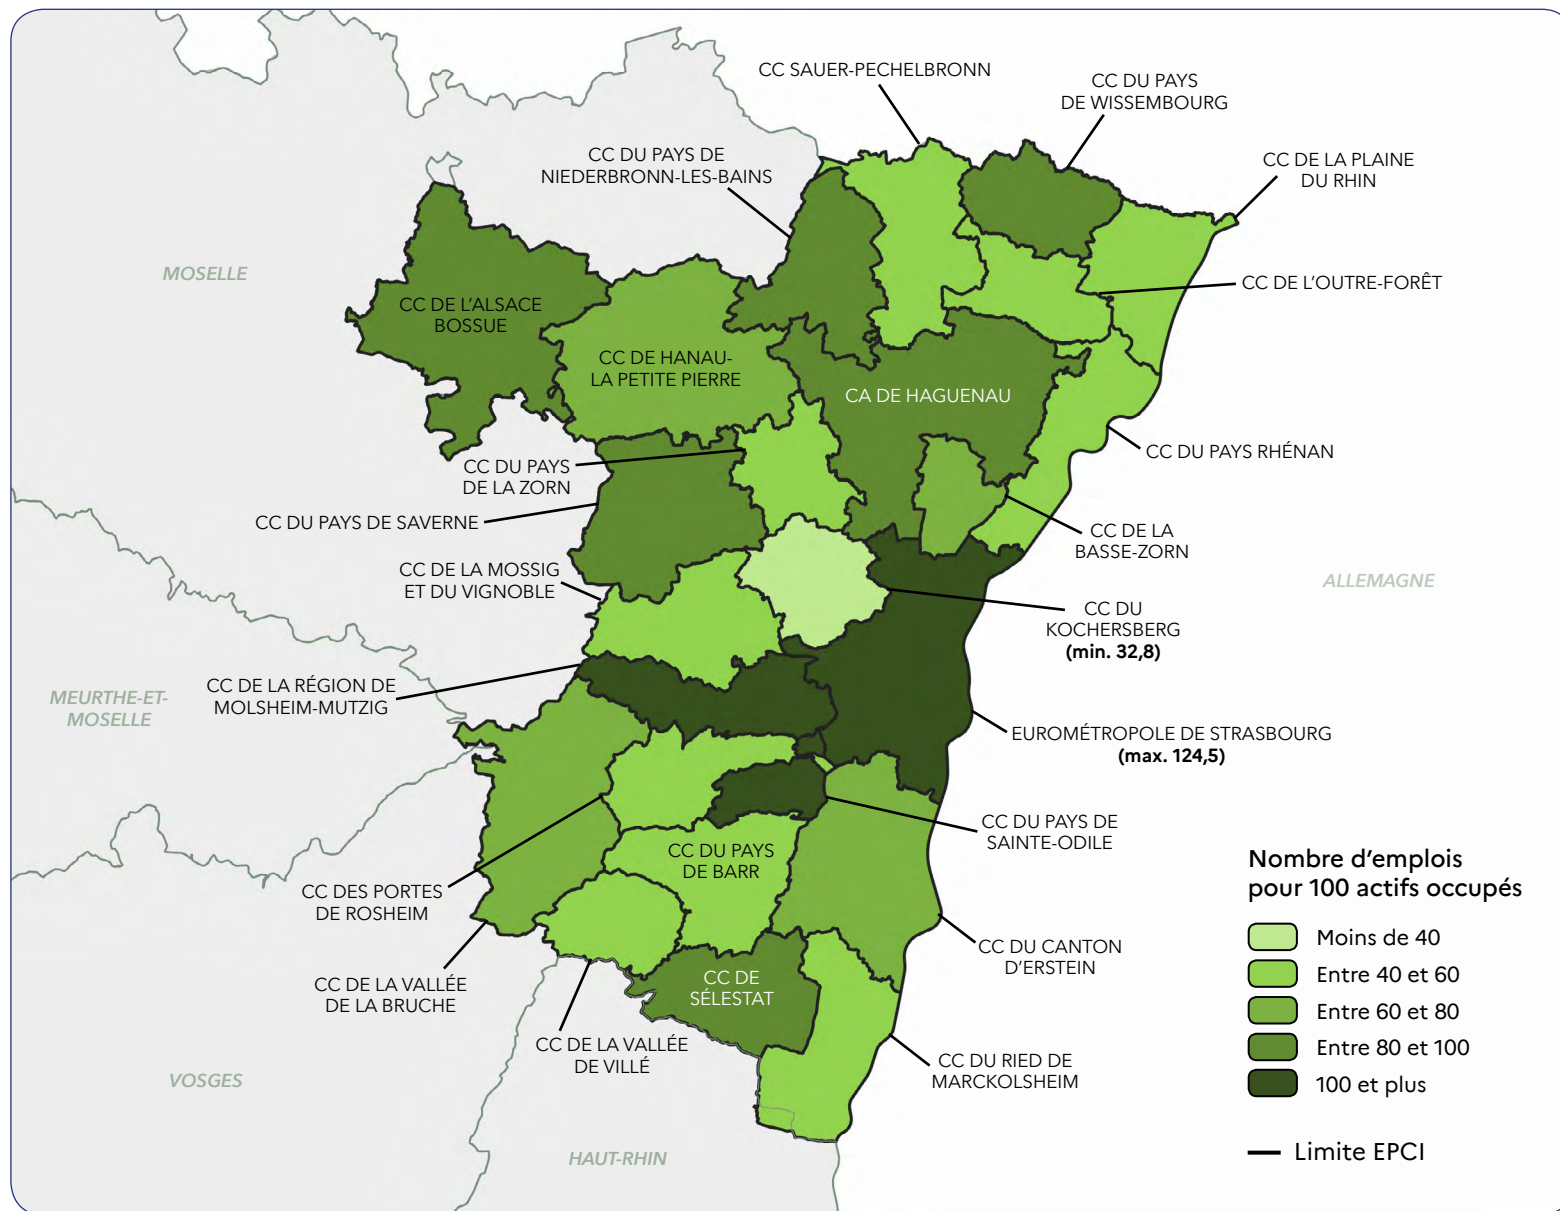 CC SAUER-PECHELBRONN
CC DU PAYS
DE WISSEMBOURG
CC DU PAYS DE
NIEDERBRONN-LES-BAINS
CC DE LA PLAINE
DU RHIN
MOSELLE
CC DE L'OUTRE-FORÊT
CC DE L'ALSACE
BOSSUE
CC DE HANAU-
LA PETITE PIERRE
CA DE HAGUENAU
CC DU PAYS RHÉNAN
CC DU PAYS
DE LA ZORN
CC DU PAYS DE SAVERNE
CC DE LA
BASSE-ZORN
CC DE LA MOSSIG
ET DU VIGNOBLE
ALLEMAGNE
CC DU
KOCHERSBERG
(min. 32,8)
CC DE LA RÉGION DE
MOLSHEIM-MUTZIG
MEURTHE-ET-
MOSELLE
EUROMÉTROPOLE DE STRASBOURG
(max. 124,5)
CC DU PAYS DE
SAINTE-ODILE
CC DU PAYS
DE BARR
CC DES PORTES
DE ROSHEIM
CC DU CANTON
D'ERSTEIN
CC DE LA VALLÉE
DE LA BRUCHE
CC DE
SÉLESTAT
CC DE LA VALLÉE
DE VILLÉ
CC DU RIED DE
MARCKOLSHEIM
VOSGES
HAUT-RHIN
Nombre d'emplois
pour 100 actifs occupés
Moins de 40
Entre 40 et 60
Entre 60 et 80
Entre 80 et 100
100 et plus
Limite EPCI